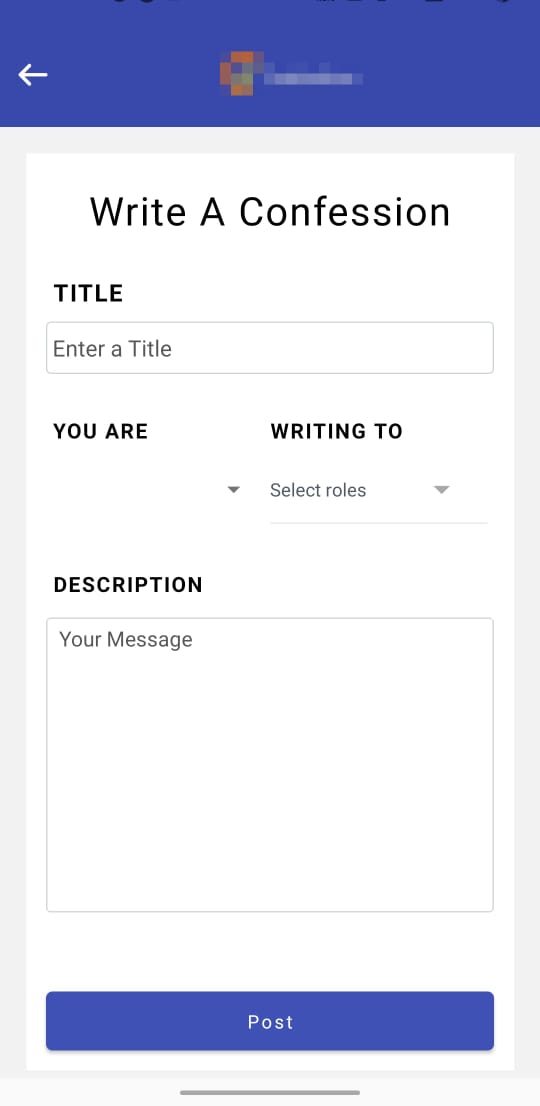 Write A Confession
TITLE
Enter a Title
YOU ARE
WRITING TO
Select roles
DESCRIPTION
Your Message
Post